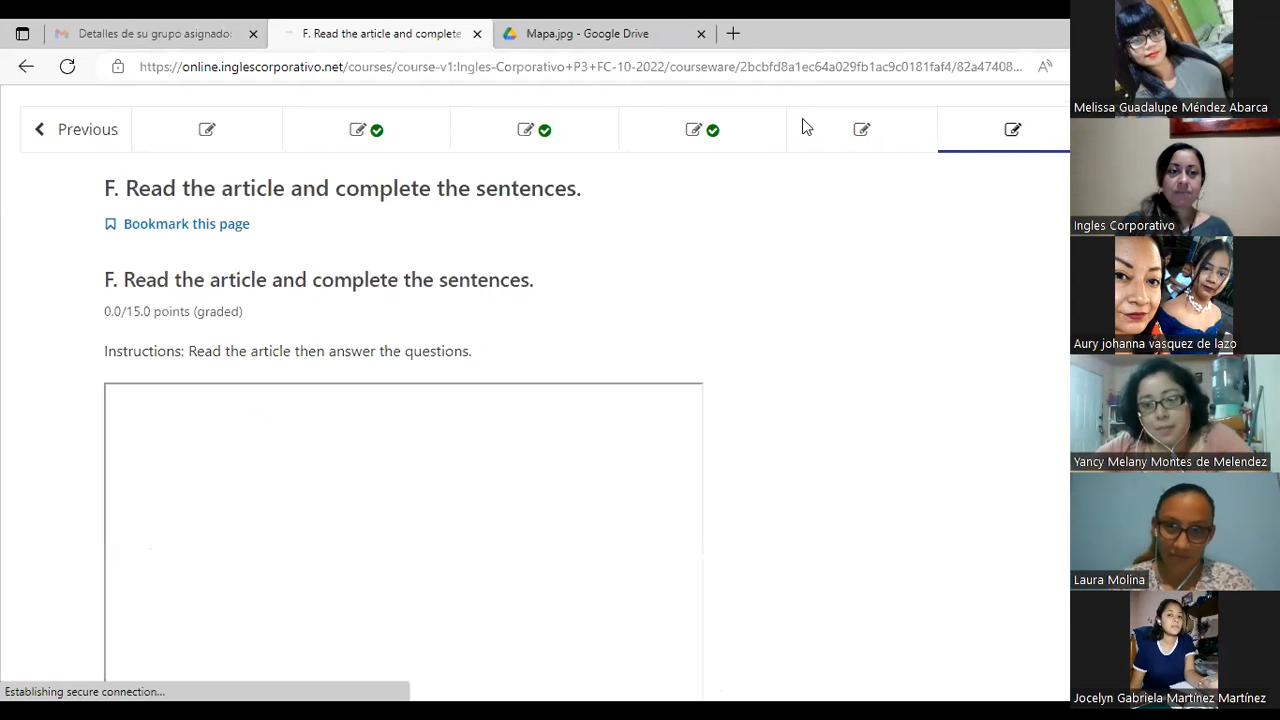 Detalles de su grupo asignado:
F. Read the article and complete
Mapa.jpg - Google Drive
https://online.inglescorporativo.net/courses/course-v1:Ingles-Corporativo+P3+FC-10-2022/courseware/2bcbfd8a1ec64a029fb1ac9c0181faf4/82a47408...
Previous
F. Read the article and complete the sentences.
Bookmark this page
F. Read the article and complete the sentences.
0.0/15.0 points (graded)
Instructions: Read the article then answer the questions.
Establishing secure connection...
Melissa Guadalupe Méndez Abarca
Ingles Corporativo
Aury johanna vasquez de lazo
Yancy Melany Montes de Melendez
Laura Molina
Jocelyn Gabriela Martínez Martínez